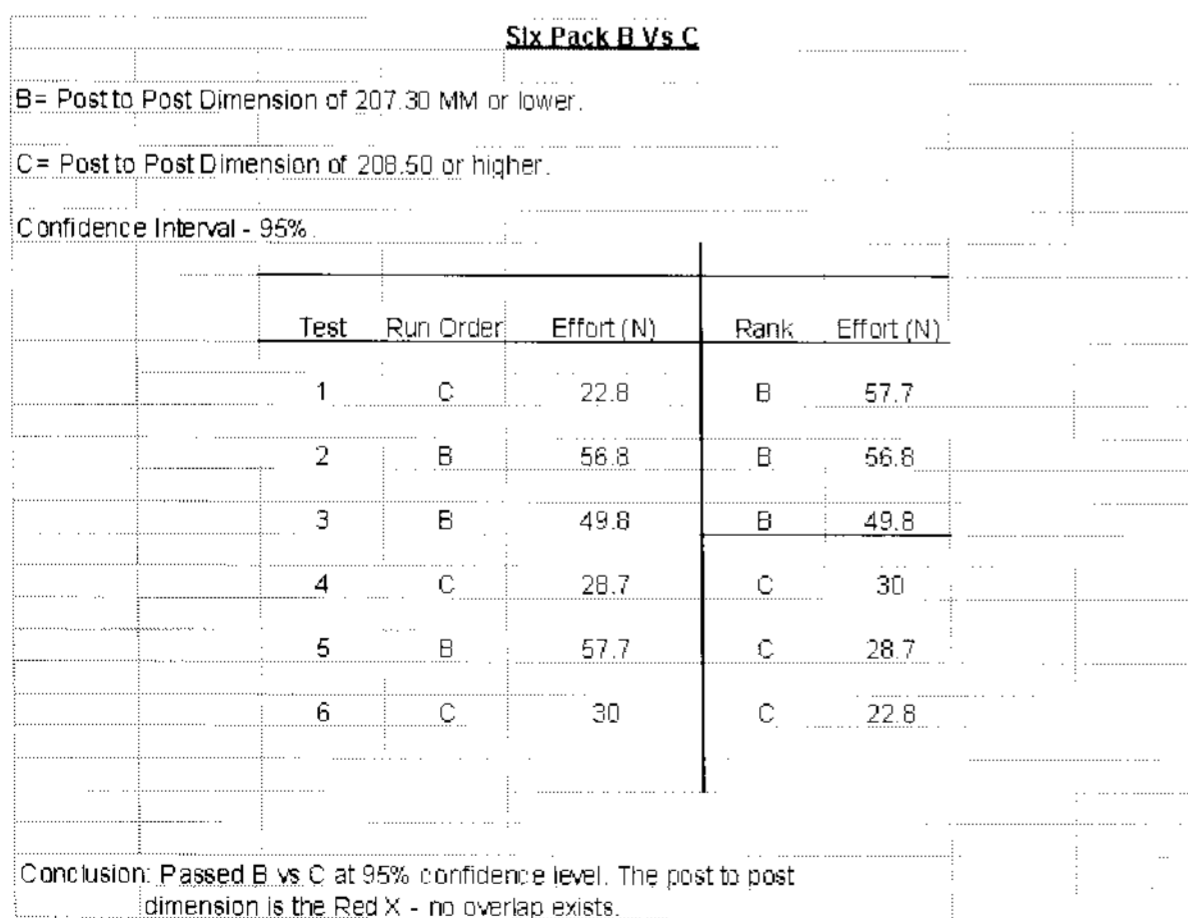 Six Pack B Vs C
B= Post to Post Dimension of 207.30 MM or lower.
C= Post to Post Dimension of 208.50 or higher.
Confidence Interval - 95%.
Test Run Order Effort (N) Rank Effort (N)
1 C 22.8 B 57.7
2 B 56.8 B 56.8
3 B 49.8 B 49.8
4 C 28.7 C 30
5 B 57.7 C 28.7
6 C 30 C 22.8
Conclusion: Passed B vs C at 95% confidence level. The post to post
dimension is the Red X - no overlap exists.